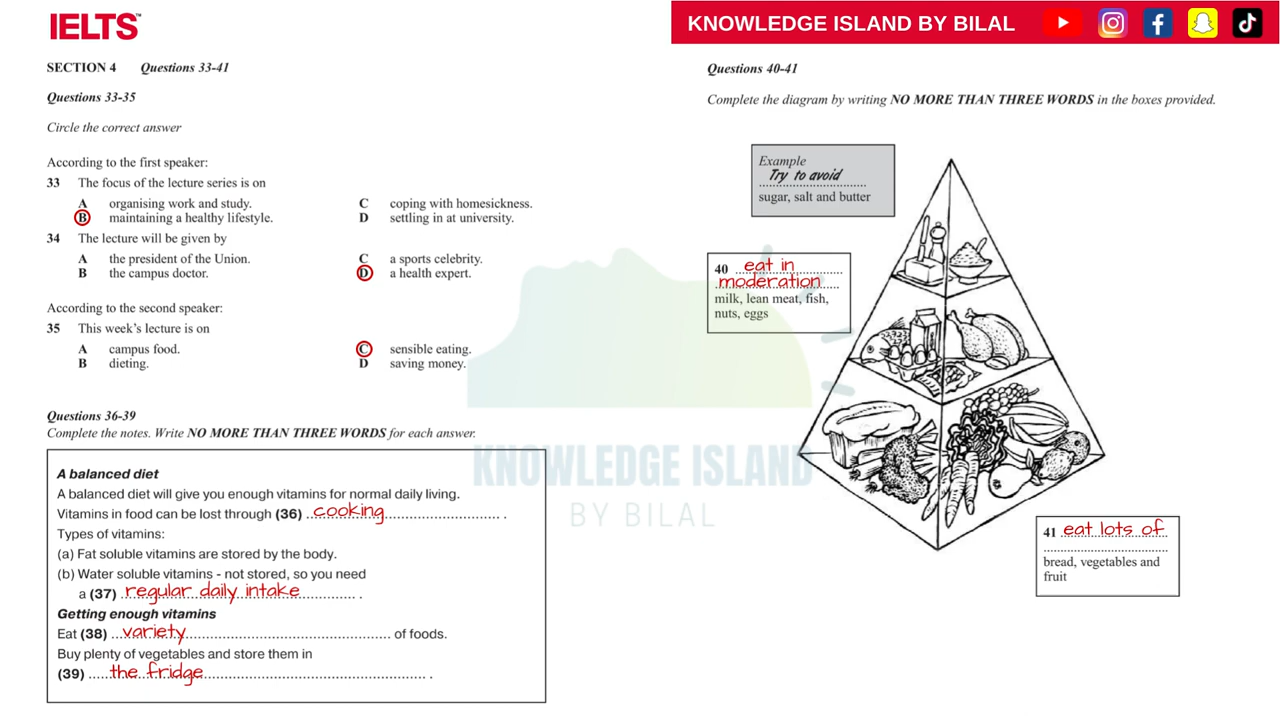 IELTS™
SECTION 4 Questions 33-41
Questions 33-35
Circle the correct answer
According to the first speaker:
33 The focus of the lecture series is on
A organising work and study.
B maintaining a healthy lifestyle.
C coping with homesickness.
D settling in at university.
34 The lecture will be given by
A the president of the Union.
B the campus doctor.
C a sports celebrity.
D a health expert.
According to the second speaker:
35 This week's lecture is on
A campus food.
B dieting.
C sensible eating.
D saving money.
Questions 36-39
Complete the notes. Write NO MORE THAN THREE WORDS for each answer.
A balanced diet
A balanced diet will give you enough vitamins for normal daily living.
Vitamins in food can be lost through (36) cooking .
Types of vitamins:
(a) Fat soluble vitamins are stored by the body.
(b) Water soluble vitamins - not stored, so you need
a (37) regular daily intake .
Getting enough vitamins
Eat (38) variety of foods.
Buy plenty of vegetables and store them in
(39) the fridge .
KNOWLEDGE ISLAND BY BILAL
Questions 40-41
Complete the diagram by writing NO MORE THAN THREE WORDS in the boxes provided.
Example
Try to avoid
sugar, salt and butter
40 eat in
moderation
milk, lean meat, fish,
nuts, eggs
41 eat lots of
bread, vegetables and
fruit
KNOWLEDGE ISLAND
BY BILAL